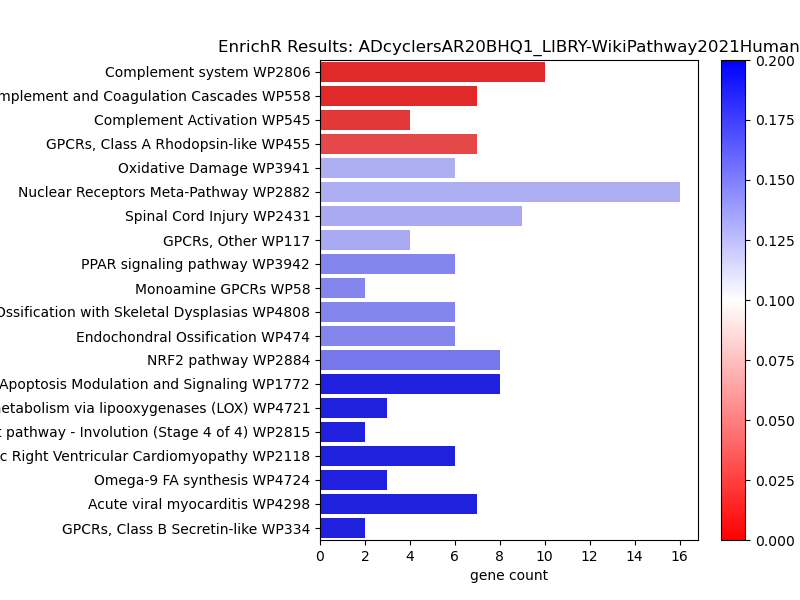 EnrichR Results: ADcyclersAR20BHQ1_LIBRY-WikiPathway2021Human
Complement system WP2806
mplement and Coagulation Cascades WP558
Complement Activation WP545
GPCRs, Class A Rhodopsin-like WP455
Oxidative Damage WP3941
Nuclear Receptors Meta-Pathway WP2882
Spinal Cord Injury WP2431
GPCRs, Other WP117
PPAR signaling pathway WP3942
Monoamine GPCRs WP58
Ossification with Skeletal Dysplasias WP4808
Endochondral Ossification WP474
NRF2 pathway WP2884
Apoptosis Modulation and Signaling WP1772
etabolism via lipooxygenases (LOX) WP4721
t pathway - Involution (Stage 4 of 4) WP2815
c Right Ventricular Cardiomyopathy WP2118
Omega-9 FA synthesis WP4724
Acute viral myocarditis WP4298
GPCRs, Class B Secretin-like WP334
0 2 4 6 8 10 12 14 16
gene count
0.200
0.175
0.150
0.125
0.100
0.075
0.050
0.025
0.000